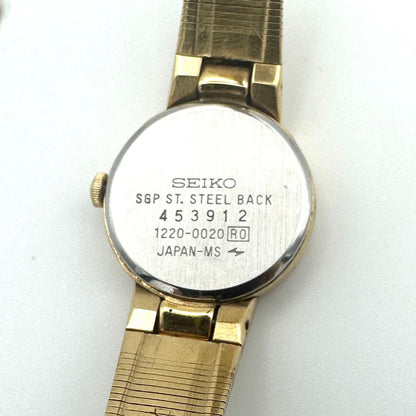 SEIKO
SGP ST. STEEL BACK
453912
1220-0020 R0
JAPAN-MS